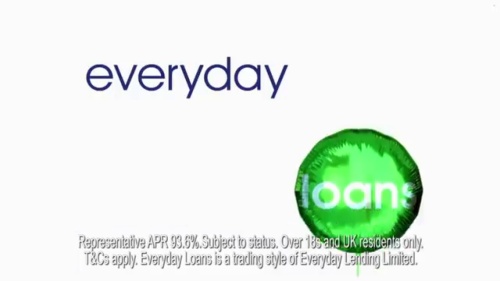 everyday
loans
Representative APR 93.6%.Subject to status. Over 18s and UK residents only.
T&Cs apply. Everyday Loans is a trading style of Everyday Lending Limited.